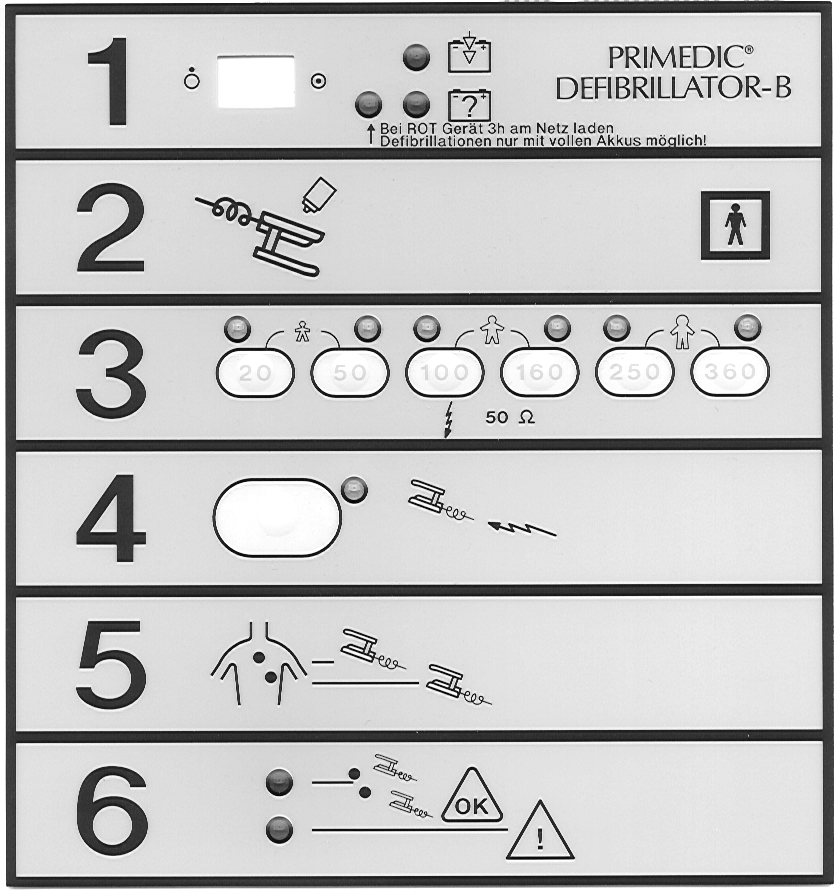 1
PRIMEDIC®
DEFIBRILLATOR-B
- +
- ? +
Bei ROT Gerät 3h am Netz laden
Defibrillationen nur mit vollen Akkus möglich!
2
3
20 50 100 160 250 360
50 Ω
4
5
6
OK
!